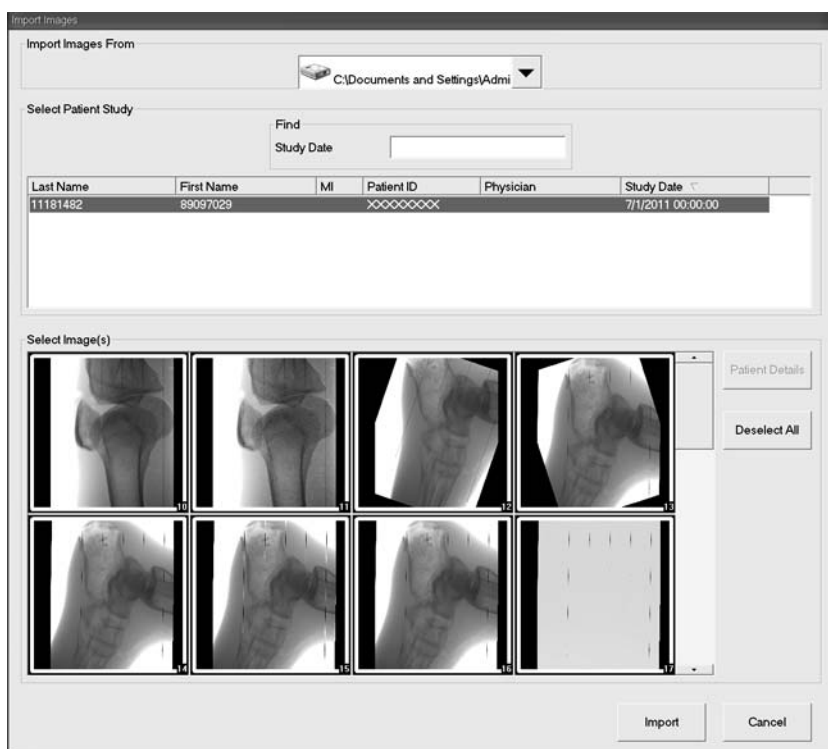 Import Images
Import Images From
C:\Documents and Settings\Admi
Select Patient Study
Find
Study Date
Last Name First Name MI Patient ID Physician Study Date
11181482 89097029 XXXXXXXXX 7/1/2011 00:00:00
Select Image(s)
Patient Details
Deselect All
10 11 12 13
14 15 16 17
Import Cancel